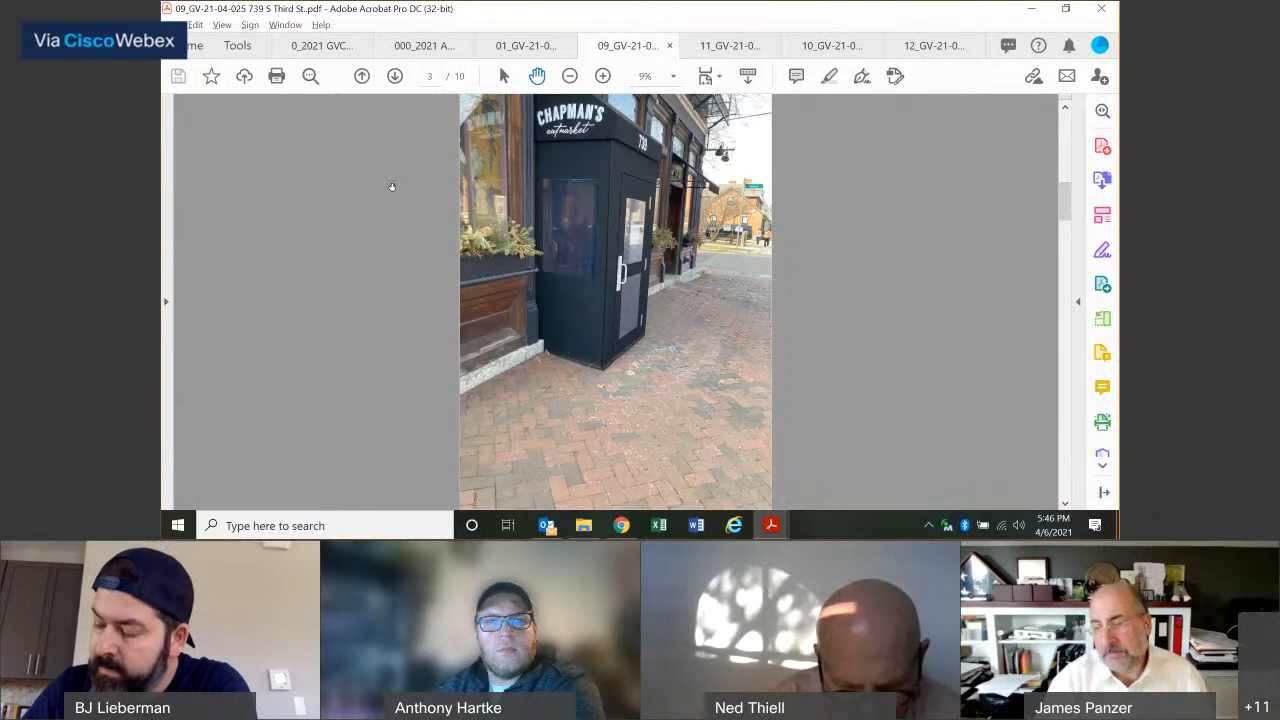 09_GV-21-04-025 739 S Third St..pdf - Adobe Acrobat Pro DC (32-bit)
Edit View Sign Window Help
Via Cisco Webex
me Tools 0.2021 GVC... 000_2021 A... 01_GV-21-0... 09_GV-21-0... × 11_GV-21-0... 10_GV-21-0... 12_GV-21-0...
3 / 10 9%
CHAPMAN'S
eatmarket
739
Type here to search
5:46 PM
4/6/2021
BJ Lieberman
Anthony Hartke
Ned Thiell
James Panzer
+11